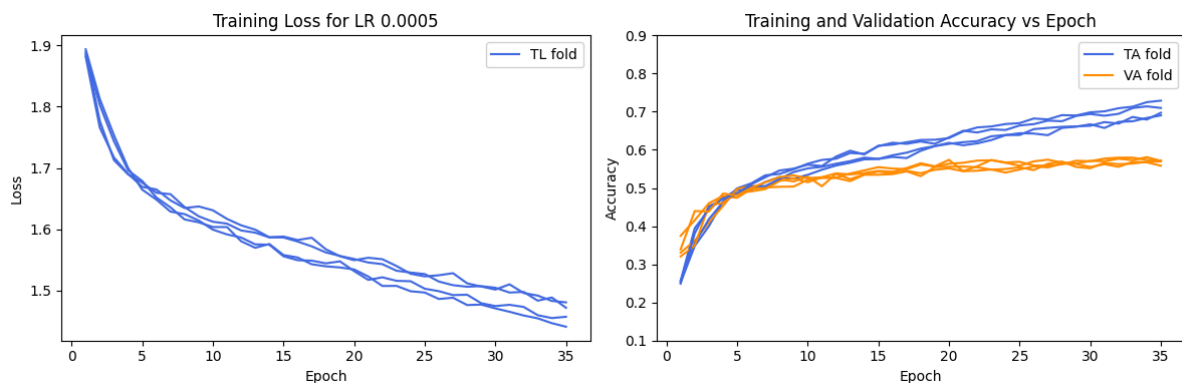 Training Loss for LR 0.0005
1.9
1.8
1.7
1.6
1.5
Loss
TL fold
0 5 10 15 20 25 30 35
Epoch
Training and Validation Accuracy vs Epoch
0.9
0.8
0.7
0.6
0.5
0.4
0.3
0.2
0.1
Accuracy
TA fold
VA fold
0 5 10 15 20 25 30 35
Epoch